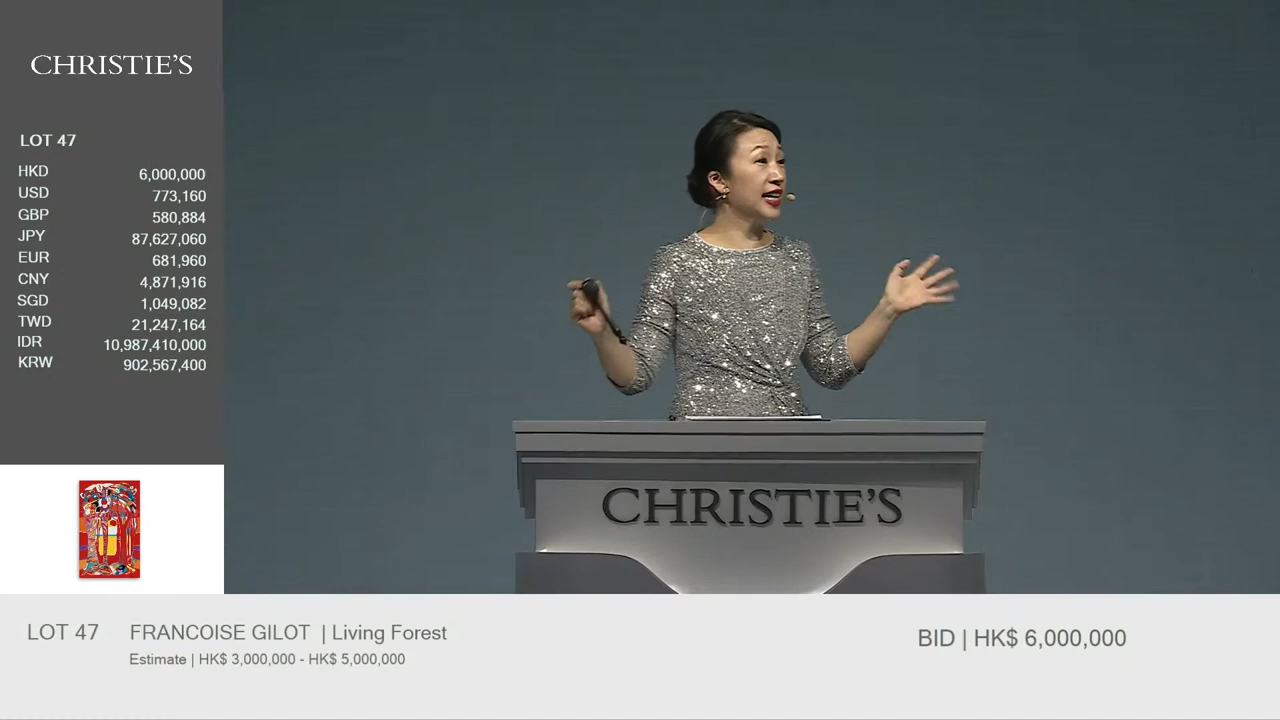 CHRISTIE'S
LOT 47
HKD 6,000,000
USD 773,160
GBP 580,884
JPY 87,627,060
EUR 681,960
CNY 4,871,916
SGD 1,049,082
TWD 21,247,164
IDR 10,987,410,000
KRW 902,567,400
CHRISTIE'S
LOT 47 FRANCOISE GILOT | Living Forest
Estimate | HK$ 3,000,000 - HK$ 5,000,000
BID | HK$ 6,000,000